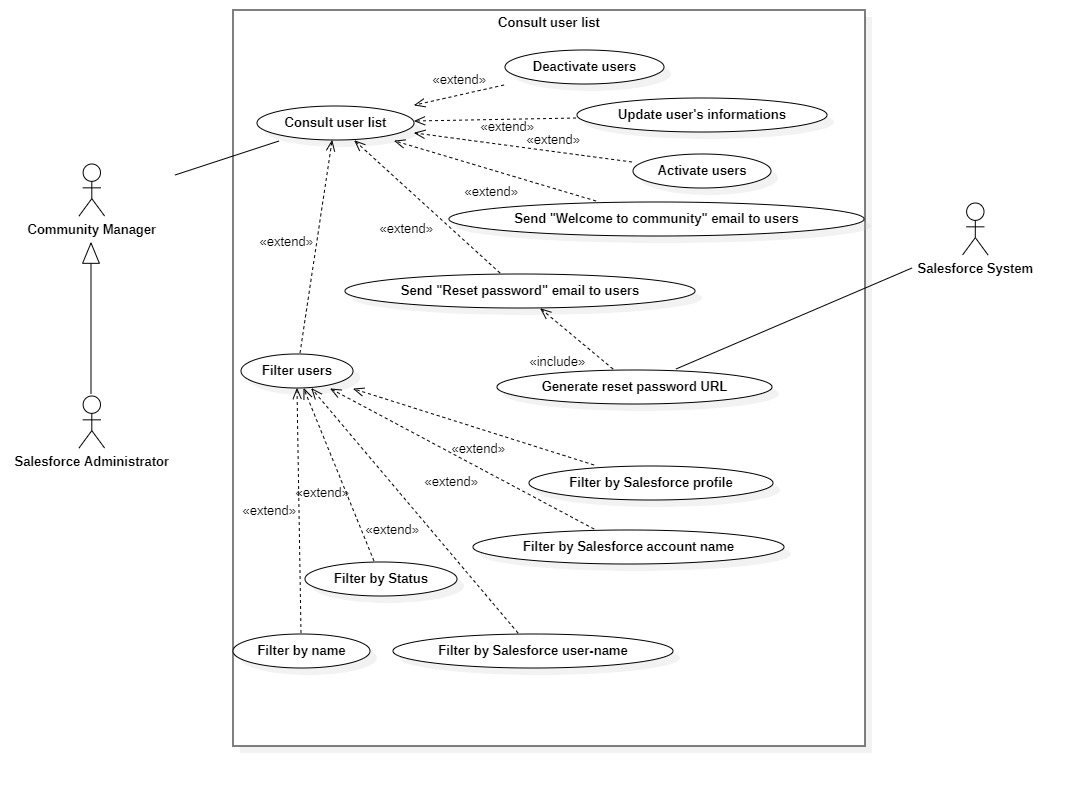 Consult user list
Deactivate users
«extend»
Update user's informations
Consult user list
«extend»
«extend»
Activate users
«extend»
Send "Welcome to community" email to users
Community Manager
«extend»
«extend»
Salesforce System
Send "Reset password" email to users
«include»
Filter users
Generate reset password URL
«extend»
Salesforce Administrator
«extend»
Filter by Salesforce profile
«extend»
«extend»
«extend»
Filter by Salesforce account name
Filter by Status
Filter by name
Filter by Salesforce user-name